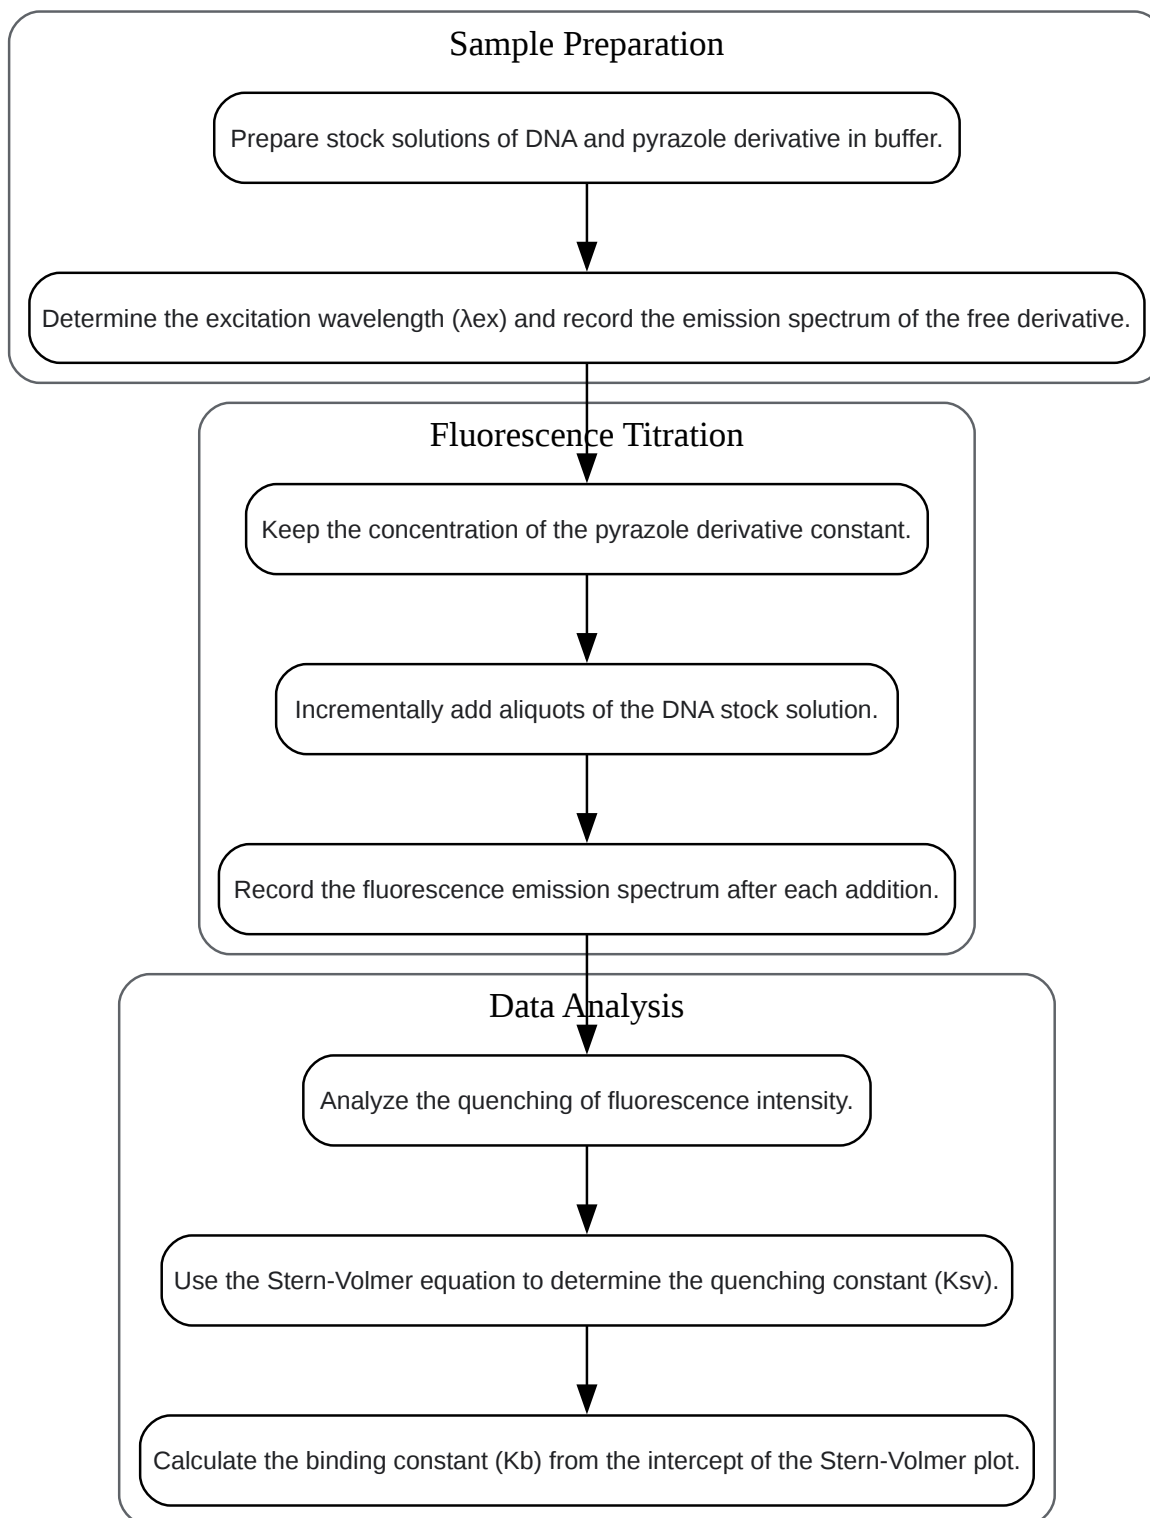 Sample Preparation
Prepare stock solutions of DNA and pyrazole derivative in buffer.
Determine the excitation wavelength (λex) and record the emission spectrum of the free derivative.
Fluorescence Titration
Keep the concentration of the pyrazole derivative constant.
Incrementally add aliquots of the DNA stock solution.
Record the fluorescence emission spectrum after each addition.
Data Analysis
Analyze the quenching of fluorescence intensity.
Use the Stern-Volmer equation to determine the quenching constant (Ksv).
Calculate the binding constant (Kb) from the intercept of the Stern-Volmer plot.